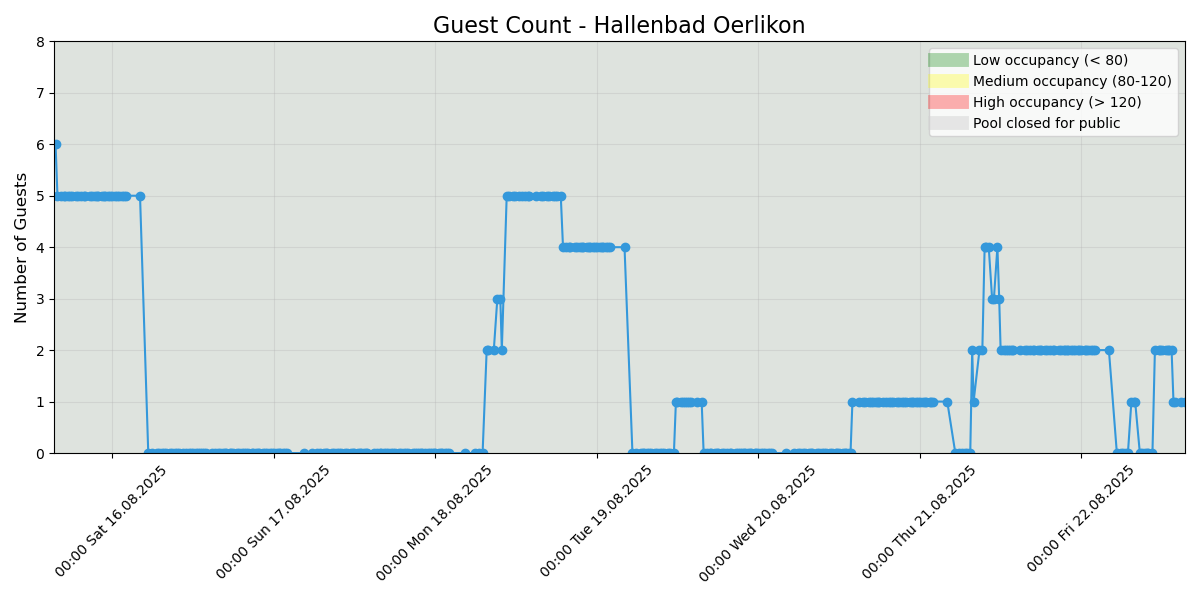 Guest Count - Hallenbad Oerlikon
Number of Guests
8
7
6
5
4
3
2
1
0
Low occupancy (< 80)
Medium occupancy (80-120)
High occupancy (> 120)
Pool closed for public
00:00 Sat 16.08.2025
00:00 Sun 17.08.2025
00:00 Mon 18.08.2025
00:00 Tue 19.08.2025
00:00 Wed 20.08.2025
00:00 Thu 21.08.2025
00:00 Fri 22.08.2025